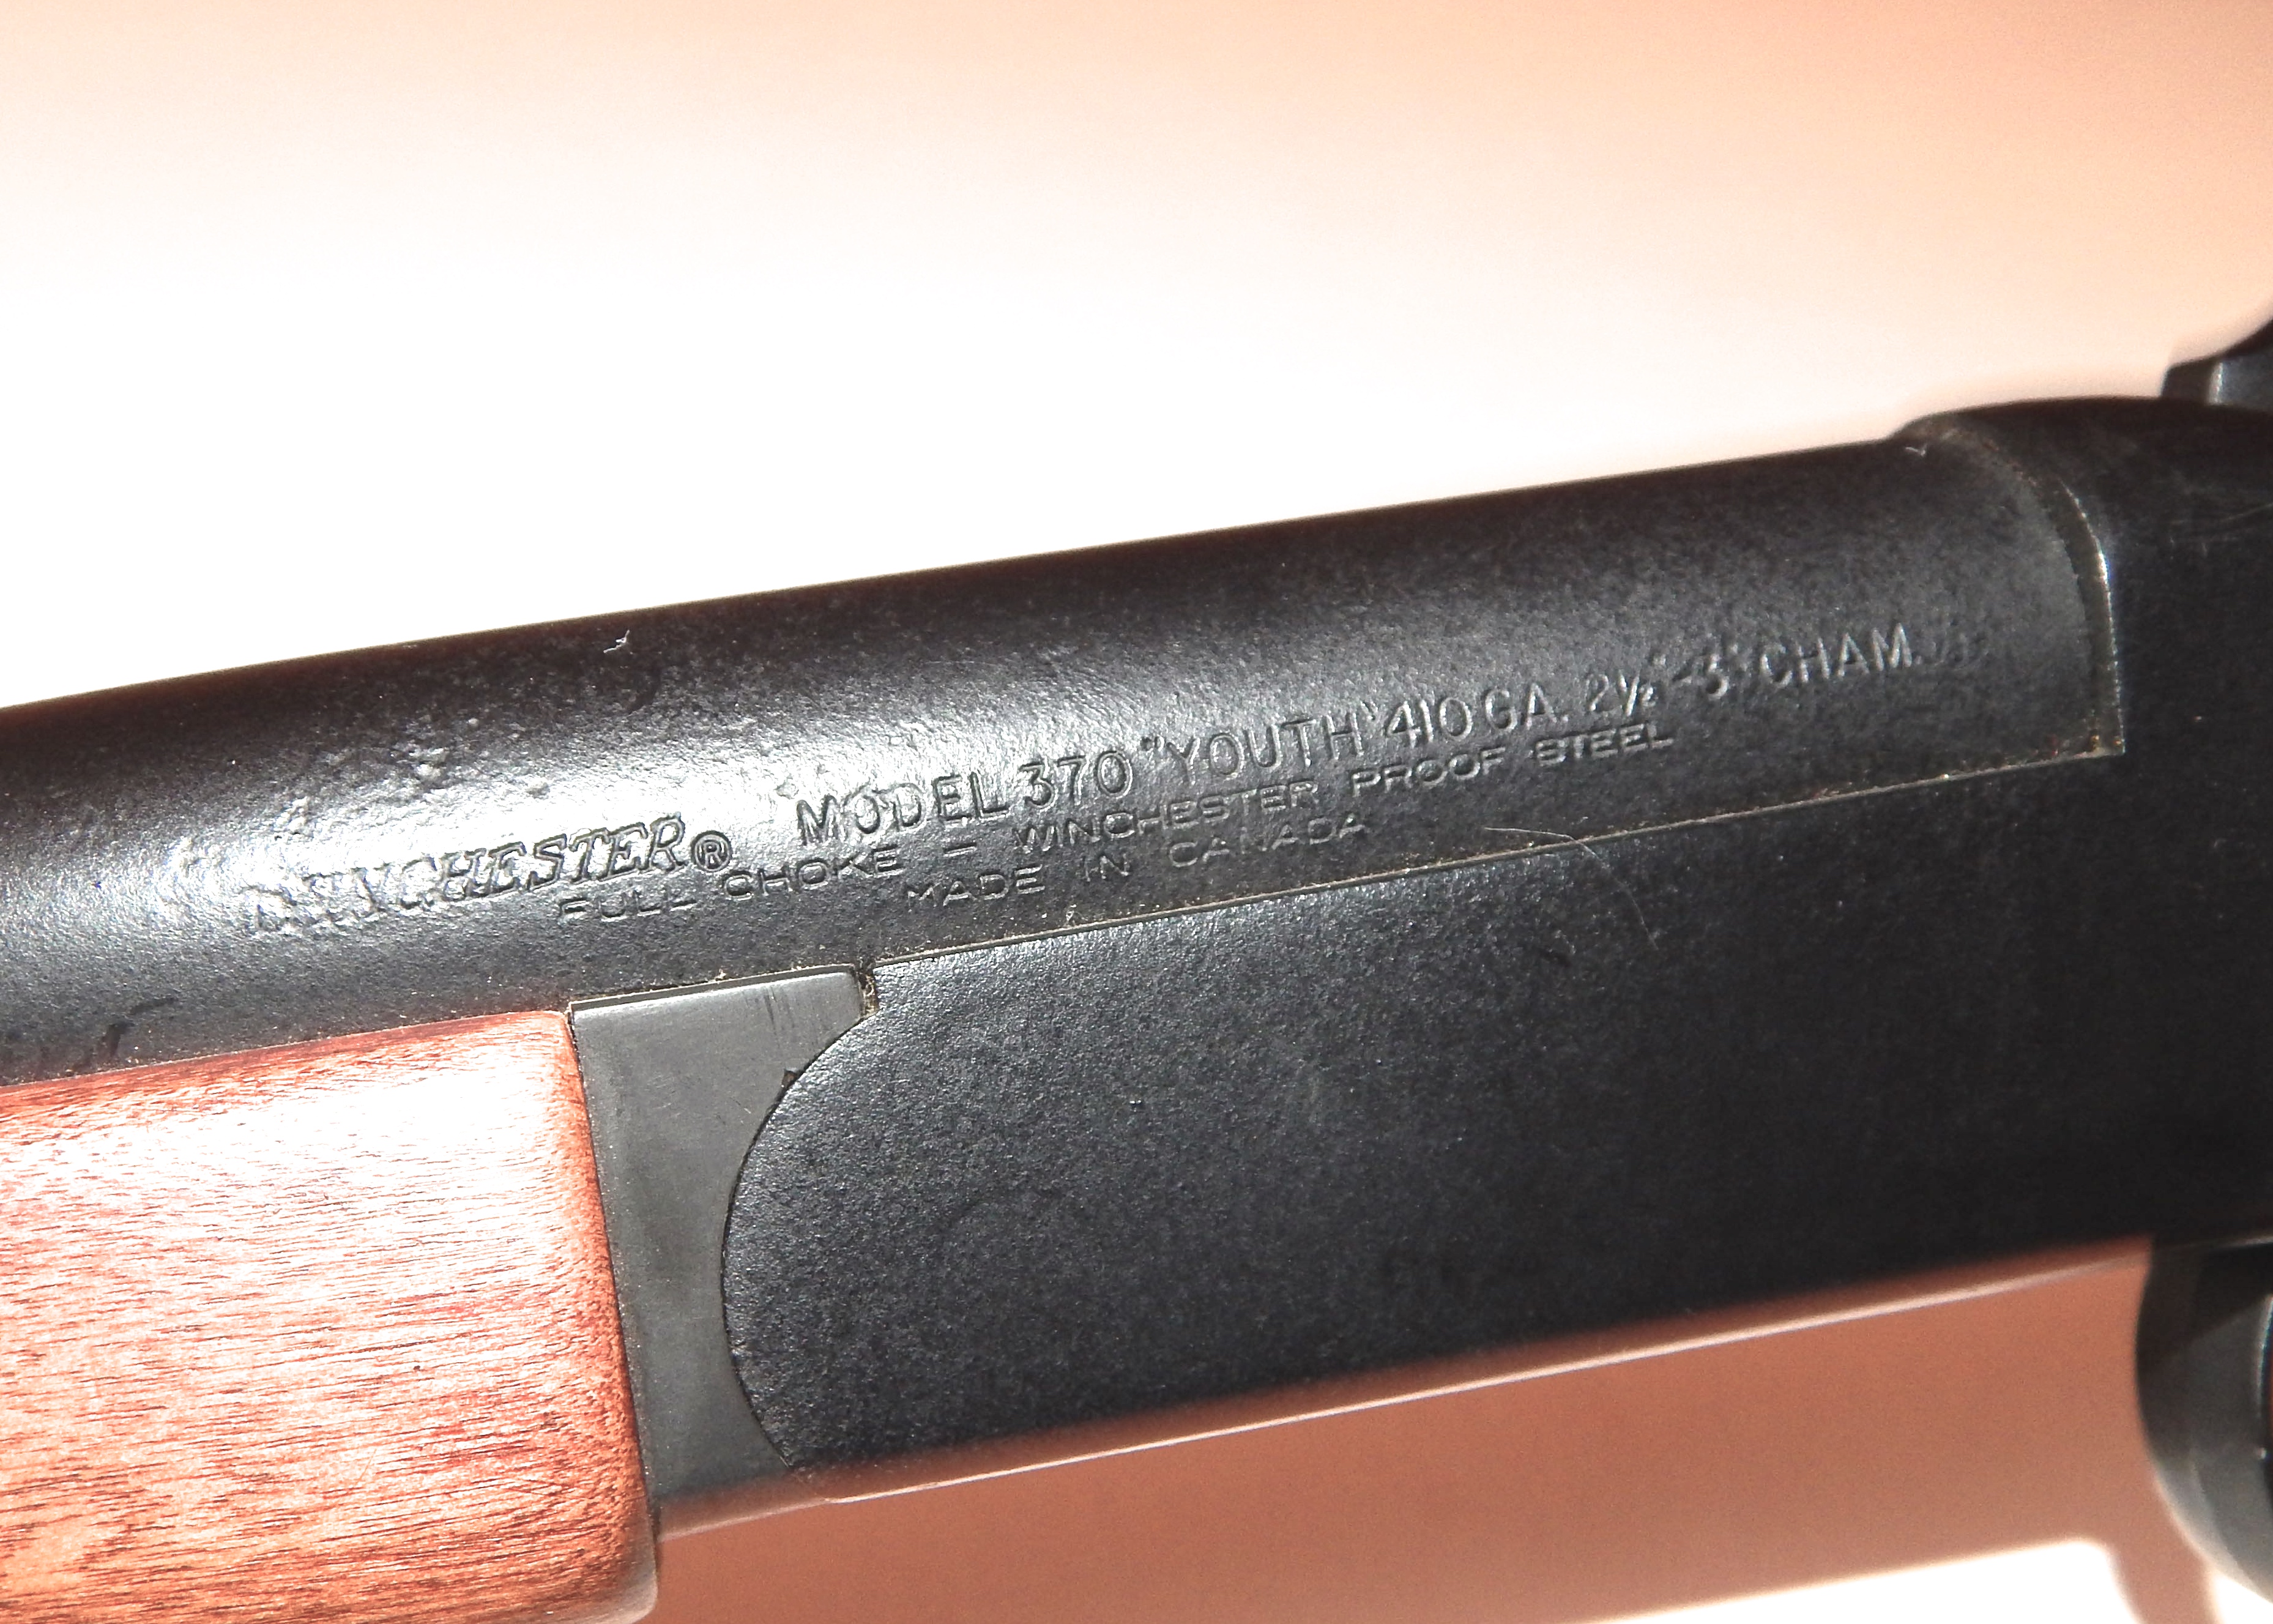 WINCHESTER® MODEL 370 "YOUTH" 410 GA. 2½"-3" CHAM.
FULL CHOKE – WINCHESTER PROOF STEEL
MADE IN CANADA